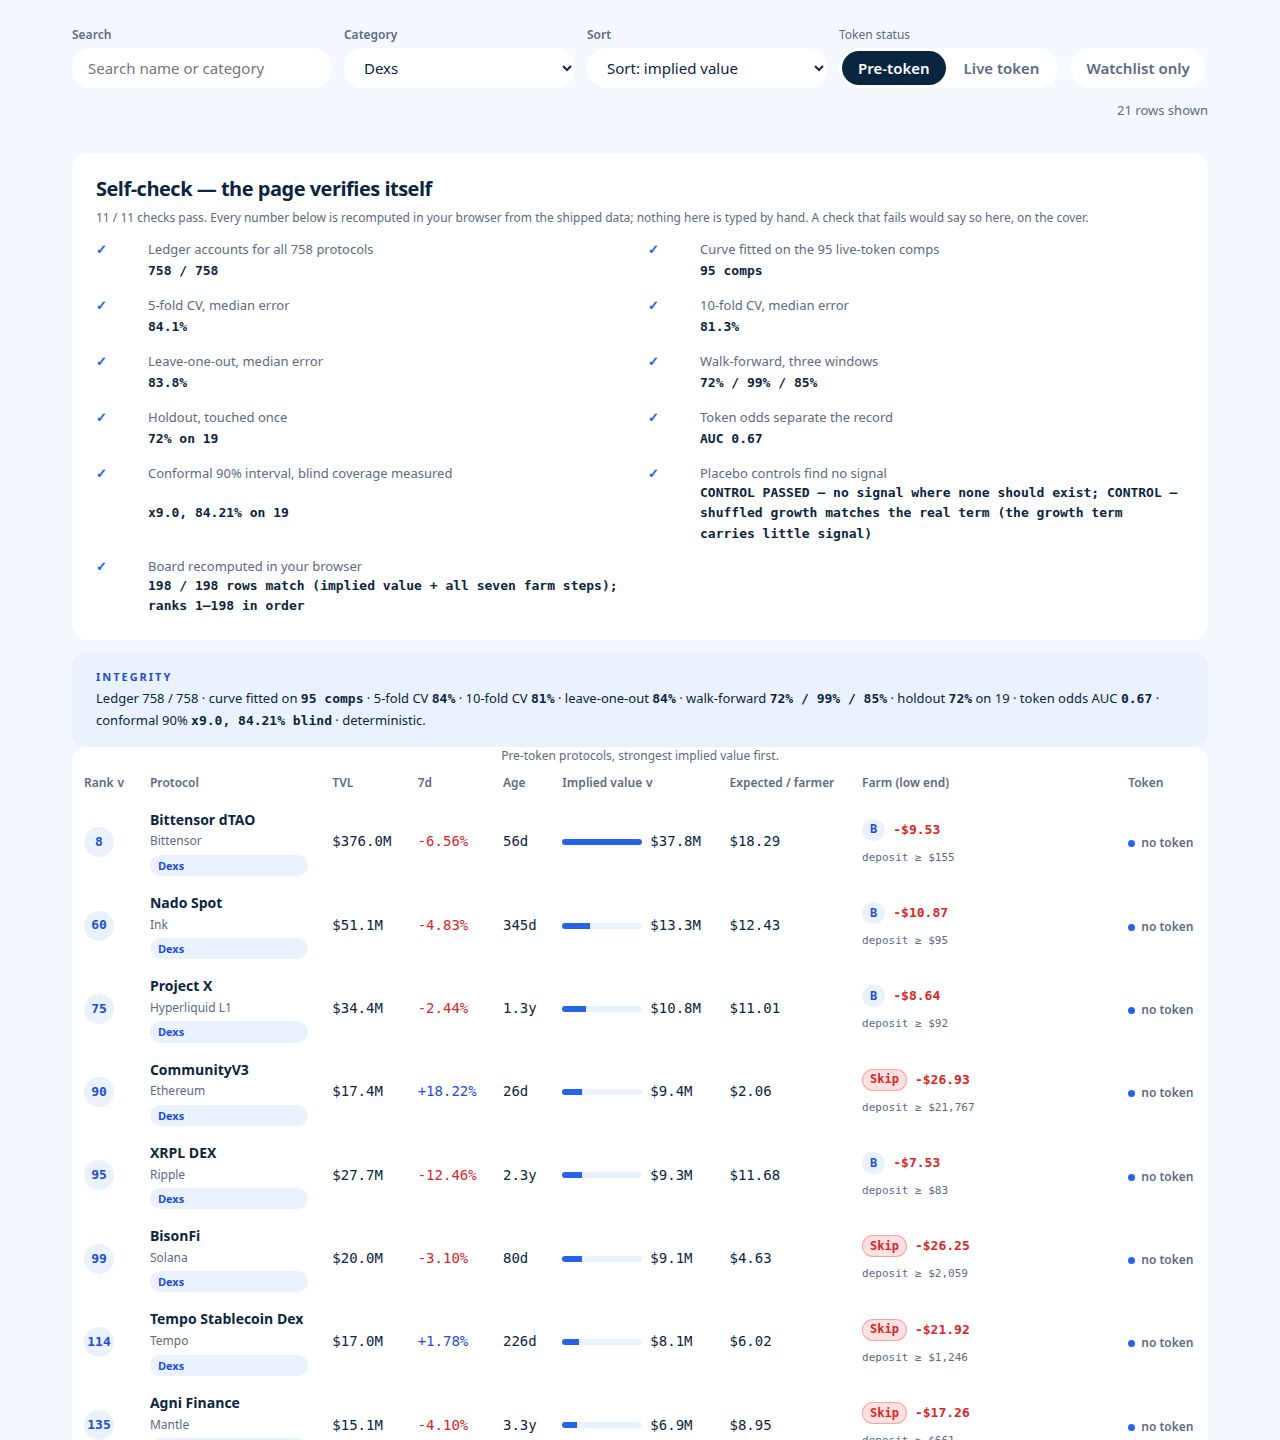 Search
Category
Sort
Token status
Search name or category
Dexs
Sort: implied value
Pre-token
Live token
Watchlist only
21 rows shown
Self-check — the page verifies itself
11 / 11 checks pass. Every number below is recomputed in your browser from the shipped data; nothing here is typed by hand. A check that fails would say so here, on the cover.
✓ Ledger accounts for all 758 protocols
758 / 758
✓ Curve fitted on the 95 live-token comps
95 comps
✓ 5-fold CV, median error
84.1%
✓ 10-fold CV, median error
81.3%
✓ Leave-one-out, median error
83.8%
✓ Walk-forward, three windows
72% / 99% / 85%
✓ Holdout, touched once
72% on 19
✓ Token odds separate the record
AUC 0.67
✓ Conformal 90% interval, blind coverage measured
x9.0, 84.21% on 19
✓ Placebo controls find no signal
CONTROL PASSED — no signal where none should exist; CONTROL —
shuffled growth matches the real term (the growth term
carries little signal)
✓ Board recomputed in your browser
198 / 198 rows match (implied value + all seven farm steps);
ranks 1–198 in order
INTEGRITY
Ledger 758 / 758 · curve fitted on 95 comps · 5-fold CV 84% · 10-fold CV 81% · leave-one-out 84% · walk-forward 72% / 99% / 85% · holdout 72% on 19 · token odds AUC 0.67 ·
conformal 90% x9.0, 84.21% blind · deterministic.
Pre-token protocols, strongest implied value first.
Rank v Protocol TVL 7d Age Implied value v Expected / farmer Farm (low end) Token
Bittensor dTAO
8 Bittensor $376.0M -6.56% 56d $37.8M $18.29 B -$9.53 no token
Dexs deposit ≥ $155
Nado Spot
60 Ink $51.1M -4.83% 345d $13.3M $12.43 B -$10.87 no token
Dexs deposit ≥ $95
Project X
75 Hyperliquid L1 $34.4M -2.44% 1.3y $10.8M $11.01 B -$8.64 no token
Dexs deposit ≥ $92
CommunityV3
90 Ethereum $17.4M +18.22% 26d $9.4M $2.06 Skip -$26.93 no token
Dexs deposit ≥ $21,767
XRPL DEX
95 Ripple $27.7M -12.46% 2.3y $9.3M $11.68 B -$7.53 no token
Dexs deposit ≥ $83
BisonFi
99 Solana $20.0M -3.10% 80d $9.1M $4.63 Skip -$26.25 no token
Dexs deposit ≥ $2,059
Tempo Stablecoin Dex
114 Tempo $17.0M +1.78% 226d $8.1M $6.02 Skip -$21.92 no token
Dexs deposit ≥ $1,246
Agni Finance
135 Mantle $15.1M -4.10% 3.3y $6.9M $8.95 Skip -$17.26 no token